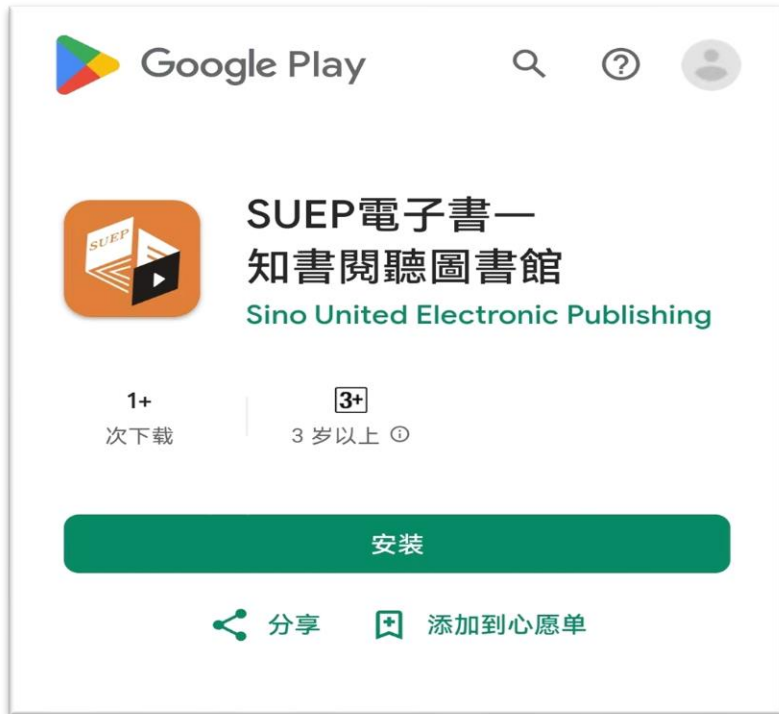 Google Play
SUEP
SUEP電子書—
知書閱聽圖書館
Sino United Electronic Publishing
1+
次下载
3+
3 岁以上
安装
分享
添加到心愿单